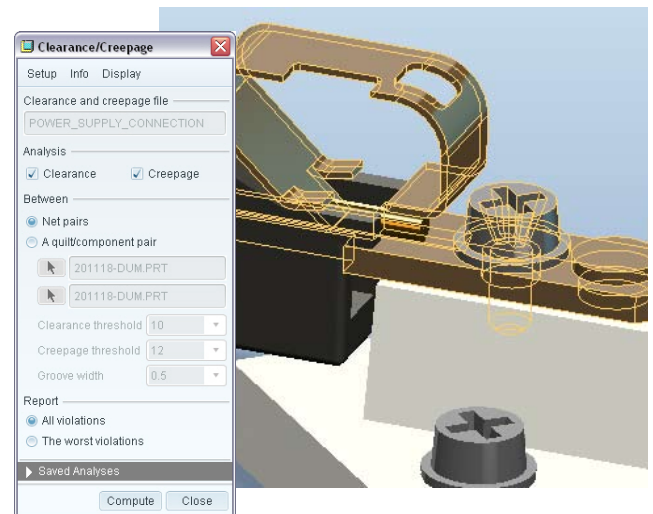 Clearance/Creepage
Setup Info Display
Clearance and creepage file
POWER_SUPPLY_CONNECTION
Analysis
Clearance Creepage
Between
Net pairs
A quilt/component pair
201118-DUM.PRT
201118-DUM.PRT
Clearance threshold 10
Creepage threshold 12
Groove width 0.5
Report
All violations
The worst violations
Saved Analyses
Compute Close